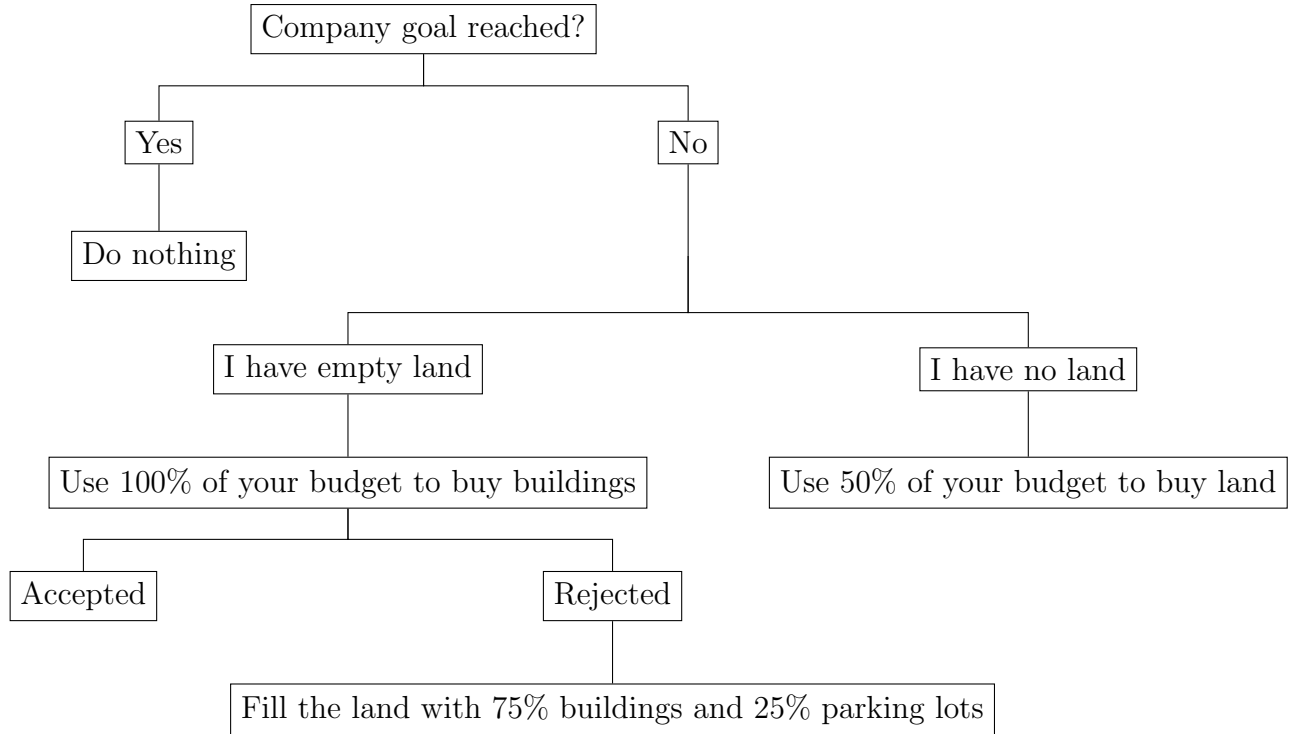 Company goal reached?
Yes
No
Do nothing
I have empty land
I have no land
Use 100% of your budget to buy buildings
Use 50% of your budget to buy land
Accepted
Rejected
Fill the land with 75% buildings and 25% parking lots